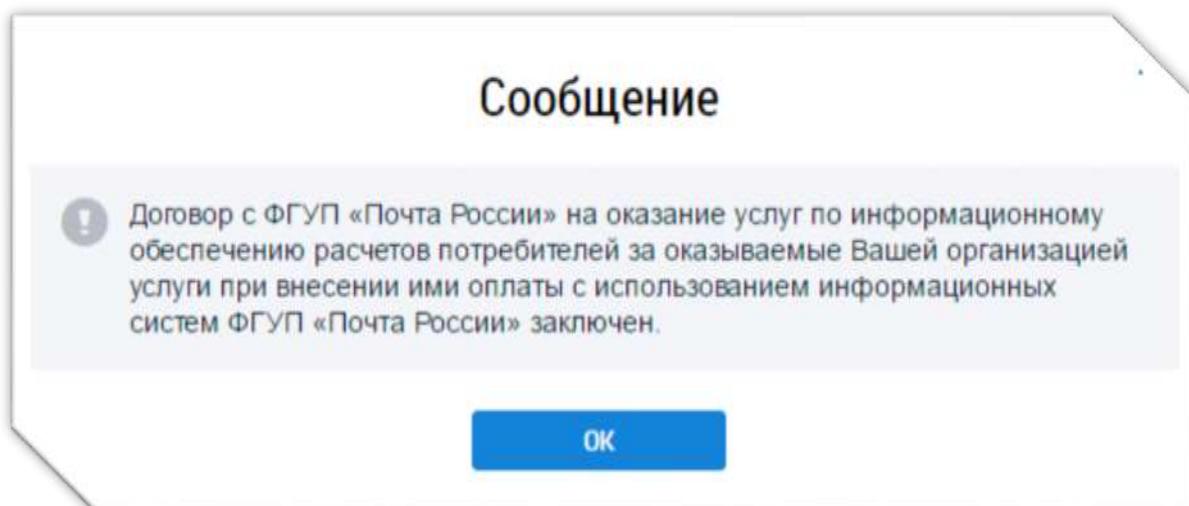 Сообщение
Договор с ФГУП «Почта России» на оказание услуг по информационному
обеспечению расчетов потребителей за оказываемые Вашей организацией
услуги при внесении ими оплаты с использованием информационных
систем ФГУП «Почта России» заключен.
ОК